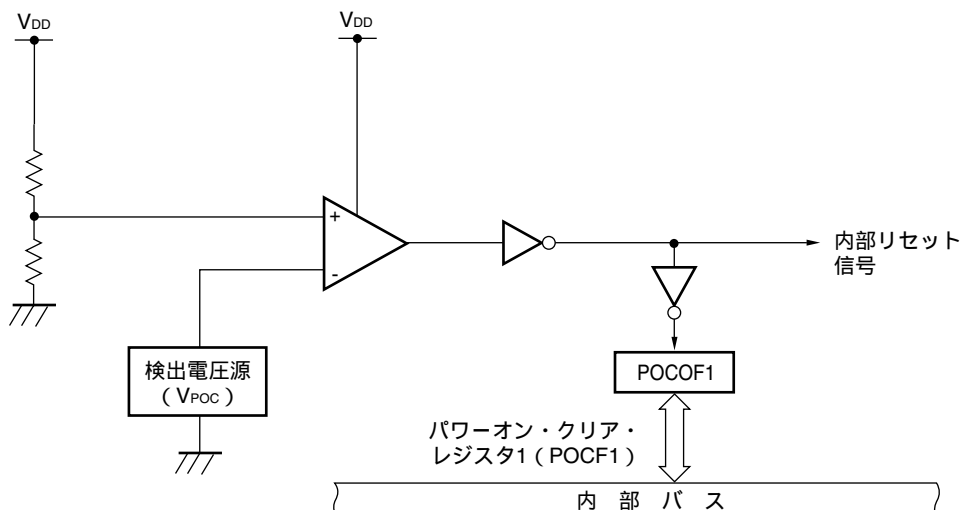 VDD
VDD
+
-
内部リセット
信号
検出電圧源
（VPOC）
POCOF1
パワーオン・クリア・
レジスタ1（POCF1）
内 部 バ ス